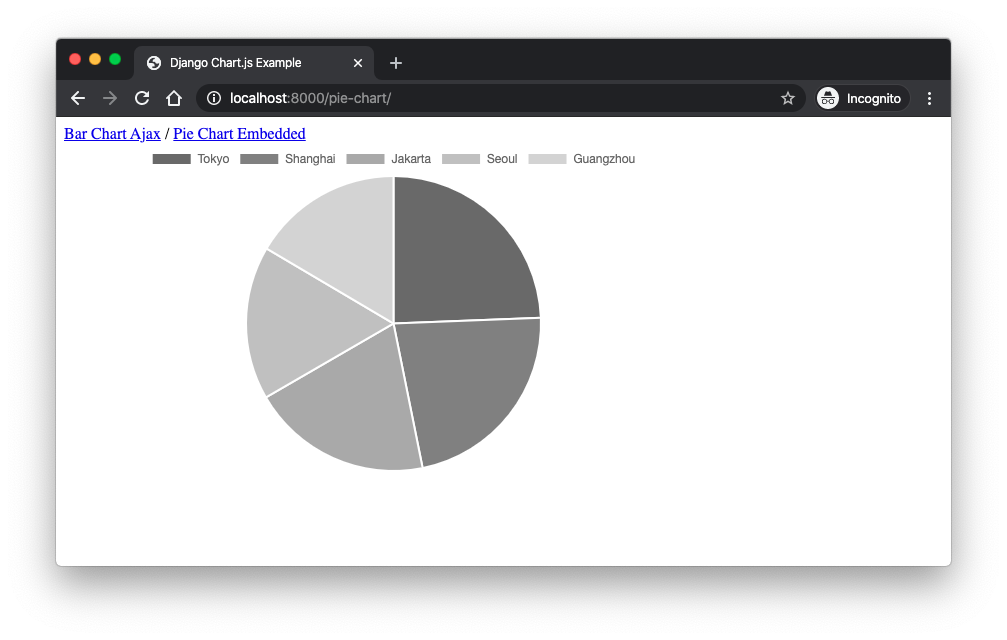 Django Chart.js Example
localhost:8000/pie-chart/
Incognito
Bar Chart Ajax / Pie Chart Embedded
Tokyo Shanghai Jakarta Seoul Guangzhou